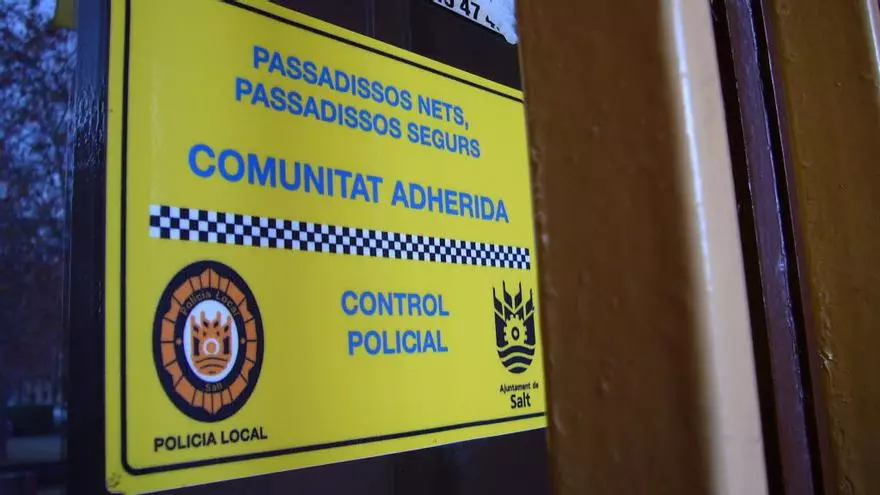 PASSADISSOS NETS,
PASSADISSOS SEGURS
COMUNITAT ADHERIDA
CONTROL
POLICIAL
Policia Local
Salt
POLICIA LOCAL
Ajuntament de
Salt